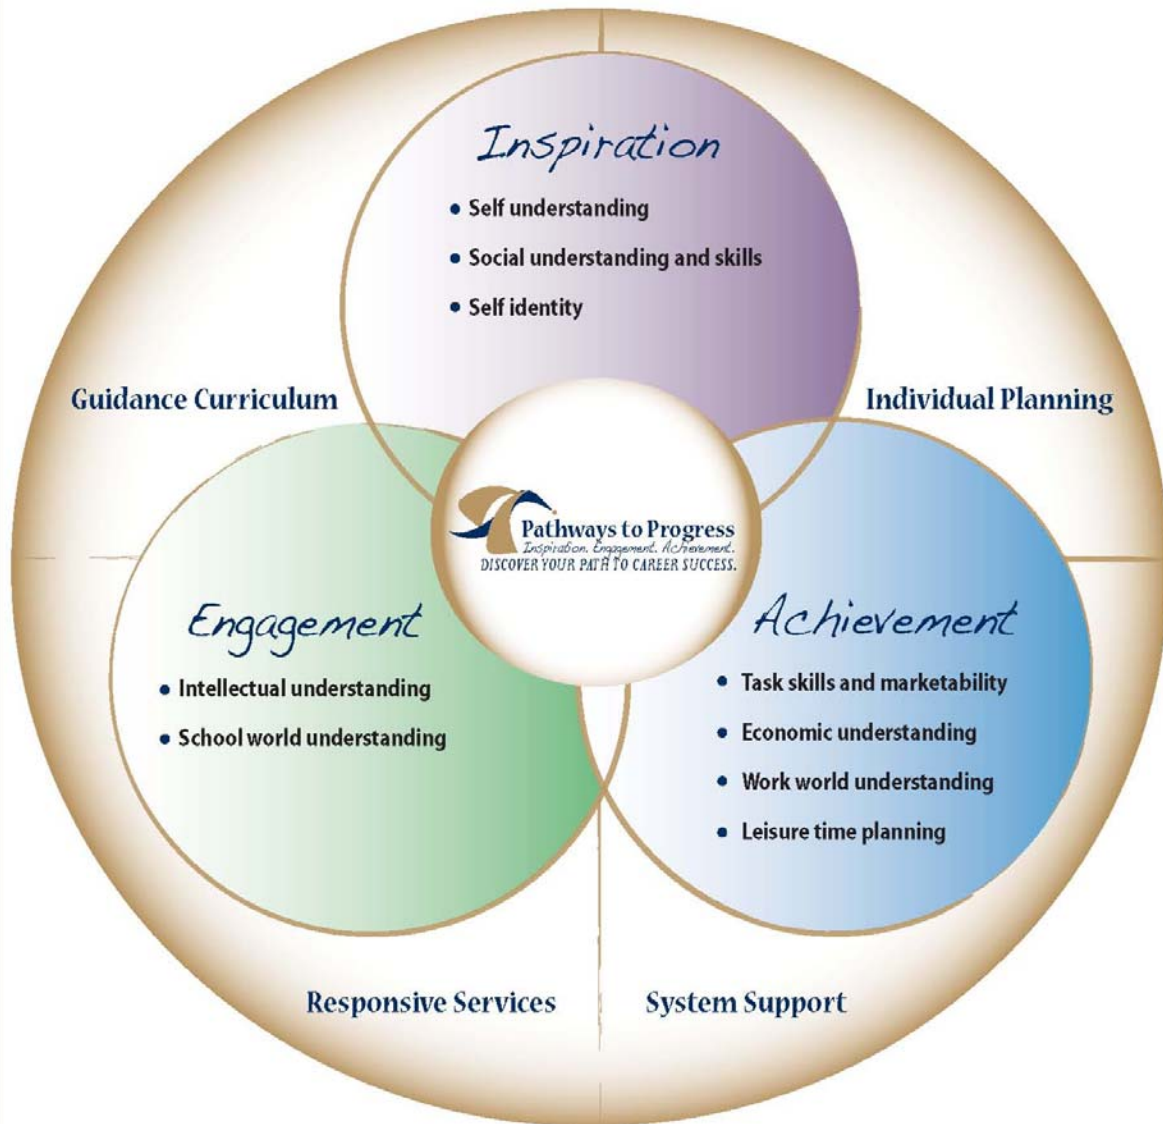 Inspiration
• Self understanding
• Social understanding and skills
• Self identity
Guidance Curriculum
Individual Planning
Pathways to Progress
Inspiration. Engagement. Achievement.
DISCOVER YOUR PATH TO CAREER SUCCESS.
Engagement
• Intellectual understanding
• School world understanding
Achievement
• Task skills and marketability
• Economic understanding
• Work world understanding
• Leisure time planning
Responsive Services
System Support